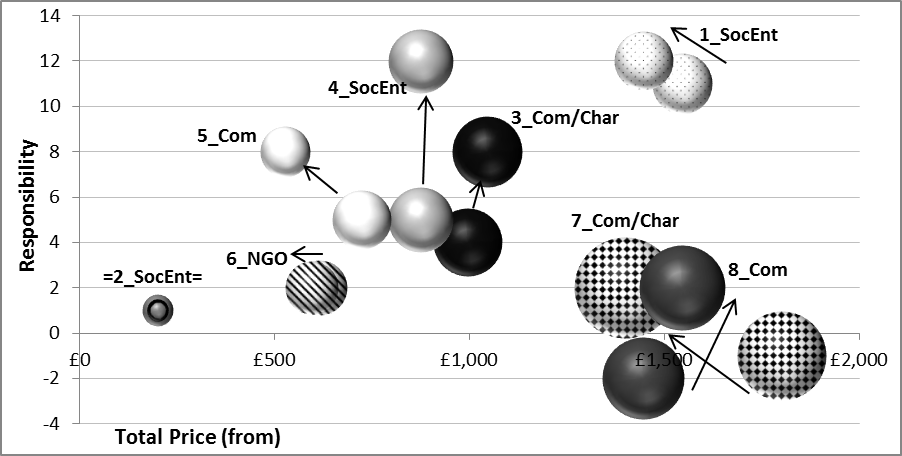 14
12
10
8
6
4
2
0
-2
-4
Responsibility
1_SocEnt
4_SocEnt
3_Com/Char
5_Com
7_Com/Char
6_NGO
8_Com
=2_SocEnt=
£0
£500
£1,000
£1,500
£2,000
Total Price (from)